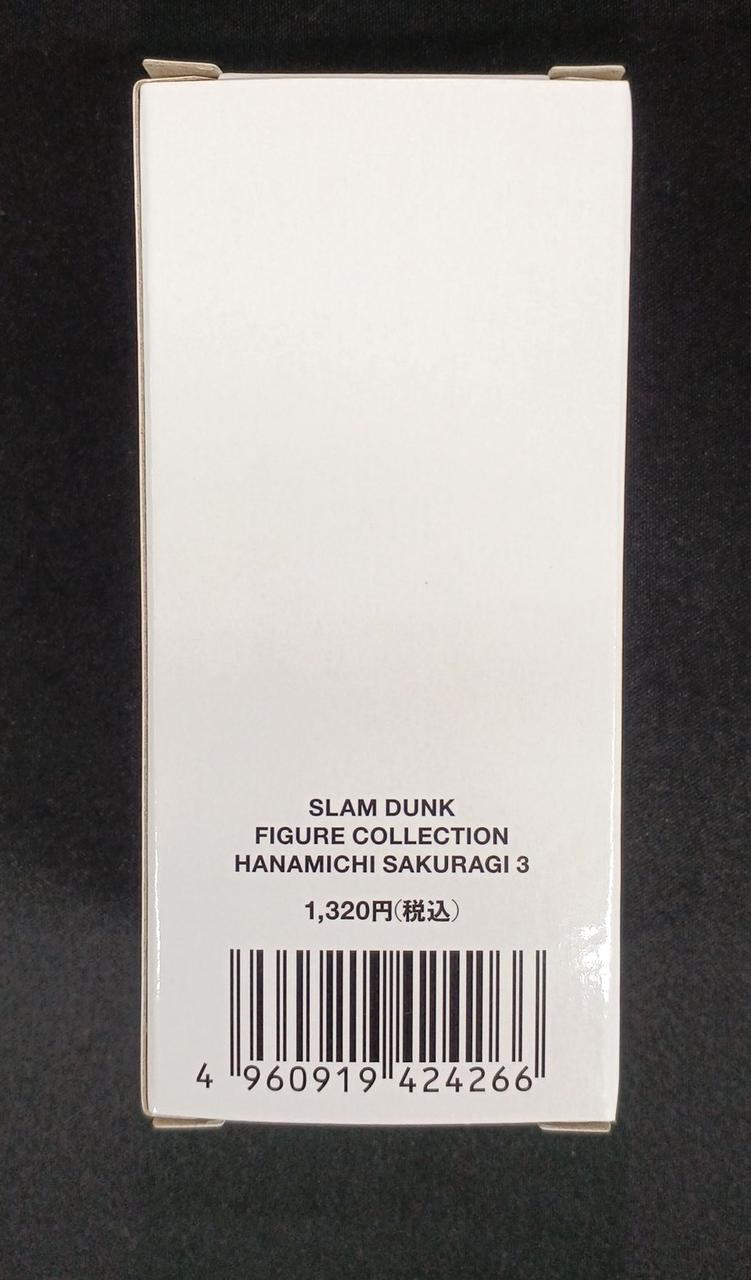 SLAM DUNK
FIGURE COLLECTION
HANAMICHI SAKURAGI 3
1,320円(税込)
4 960919 424266